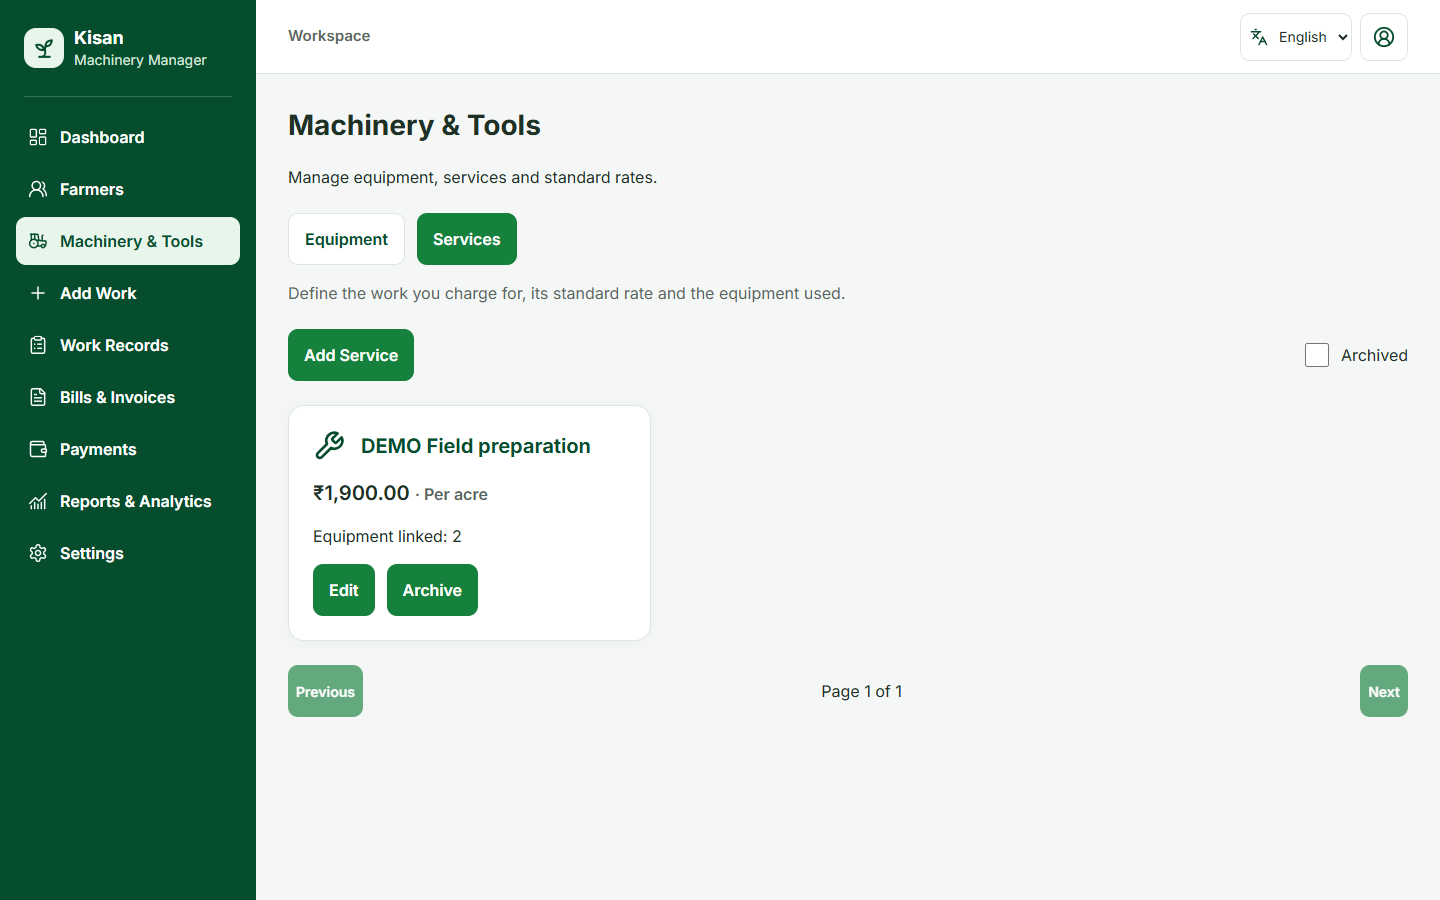 Kisan
Machinery Manager
Dashboard
Farmers
Machinery & Tools
Add Work
Work Records
Bills & Invoices
Payments
Reports & Analytics
Settings
Workspace
English
Machinery & Tools
Manage equipment, services and standard rates.
Equipment
Services
Define the work you charge for, its standard rate and the equipment used.
Add Service
Archived
DEMO Field preparation
₹1,900.00 · Per acre
Equipment linked: 2
Edit
Archive
Previous
Page 1 of 1
Next